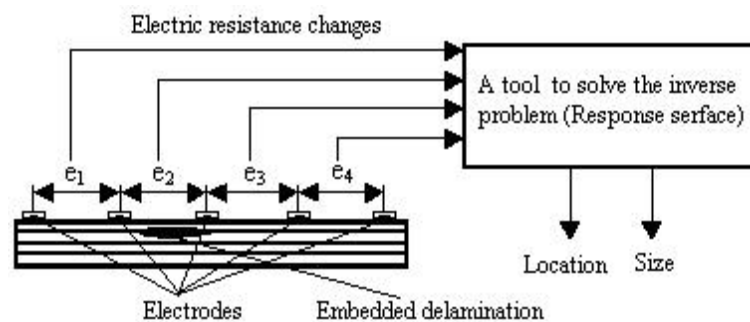 Electric resistance changes
A tool to solve the inverse
problem (Response serface)
e1
e2
e3
e4
Location
Size
Electrodes
Embedded delamination